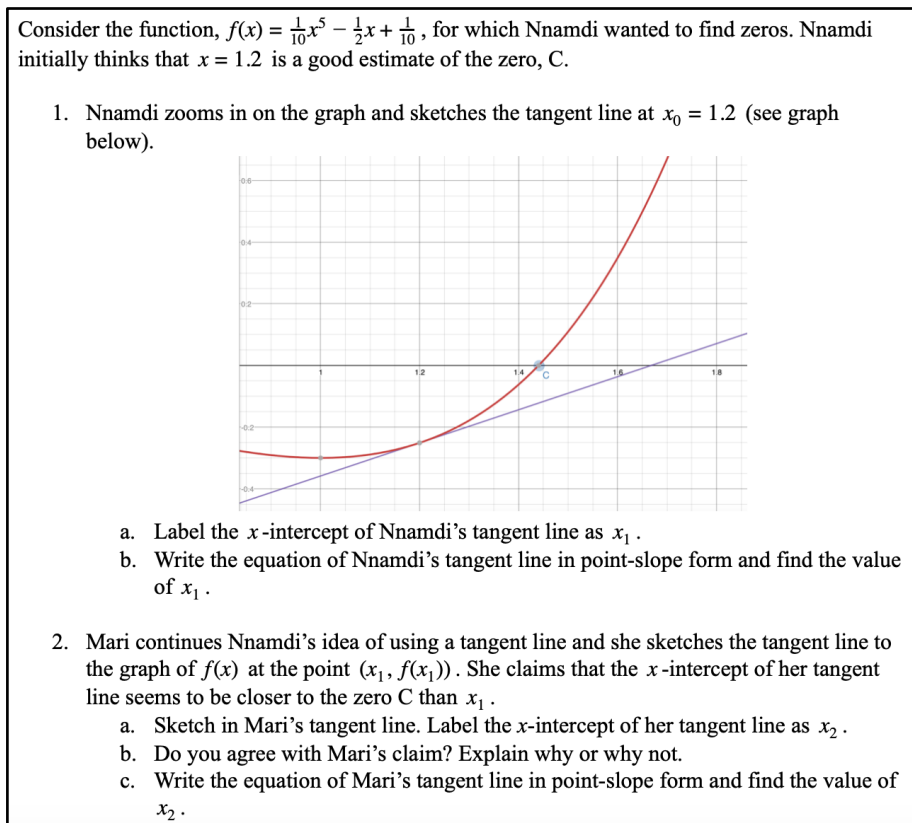 Consider the function, f(x) = 1/10 x⁵ − 1/2 x + 1/10 , for which Nnamdi wanted to find zeros. Nnamdi
initially thinks that x = 1.2 is a good estimate of the zero, C.
1. Nnamdi zooms in on the graph and sketches the tangent line at x₀ = 1.2 (see graph
below).
0.6
0.4
0.2
1 1.2 1.4 C 1.6 1.8
-0.2
-0.4
a. Label the x-intercept of Nnamdi's tangent line as x₁ .
b. Write the equation of Nnamdi's tangent line in point-slope form and find the value
of x₁ .
2. Mari continues Nnamdi's idea of using a tangent line and she sketches the tangent line to
the graph of f(x) at the point (x₁, f(x₁)) . She claims that the x-intercept of her tangent
line seems to be closer to the zero C than x₁ .
a. Sketch in Mari's tangent line. Label the x-intercept of her tangent line as x₂ .
b. Do you agree with Mari's claim? Explain why or why not.
c. Write the equation of Mari's tangent line in point-slope form and find the value of
x₂ .